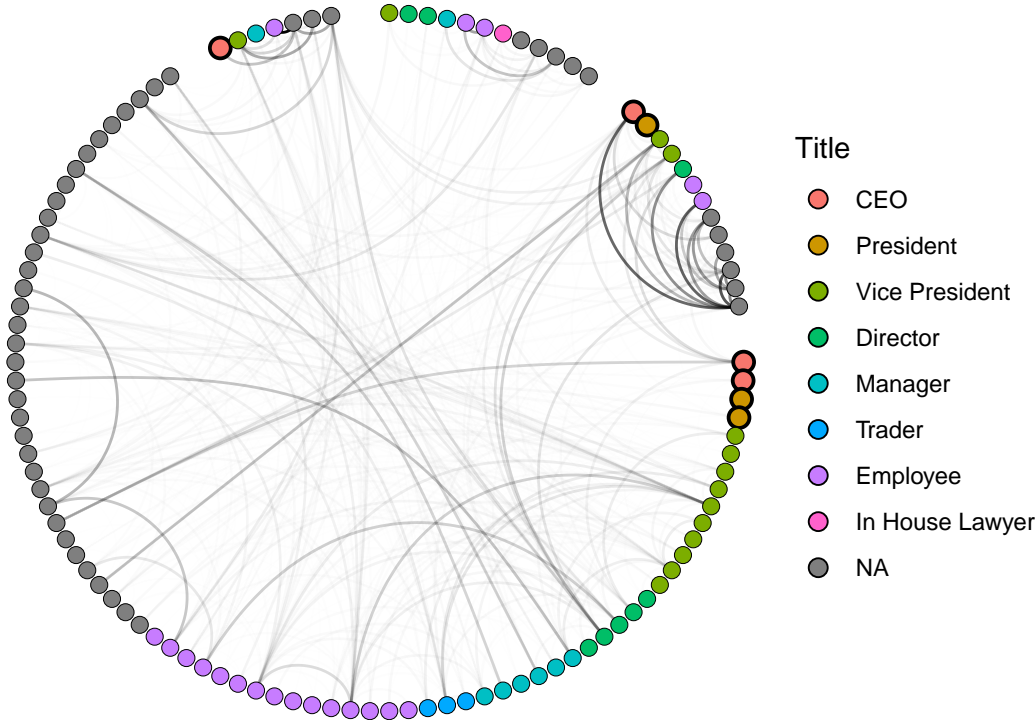 Title
CEO
President
Vice President
Director
Manager
Trader
Employee
In House Lawyer
NA